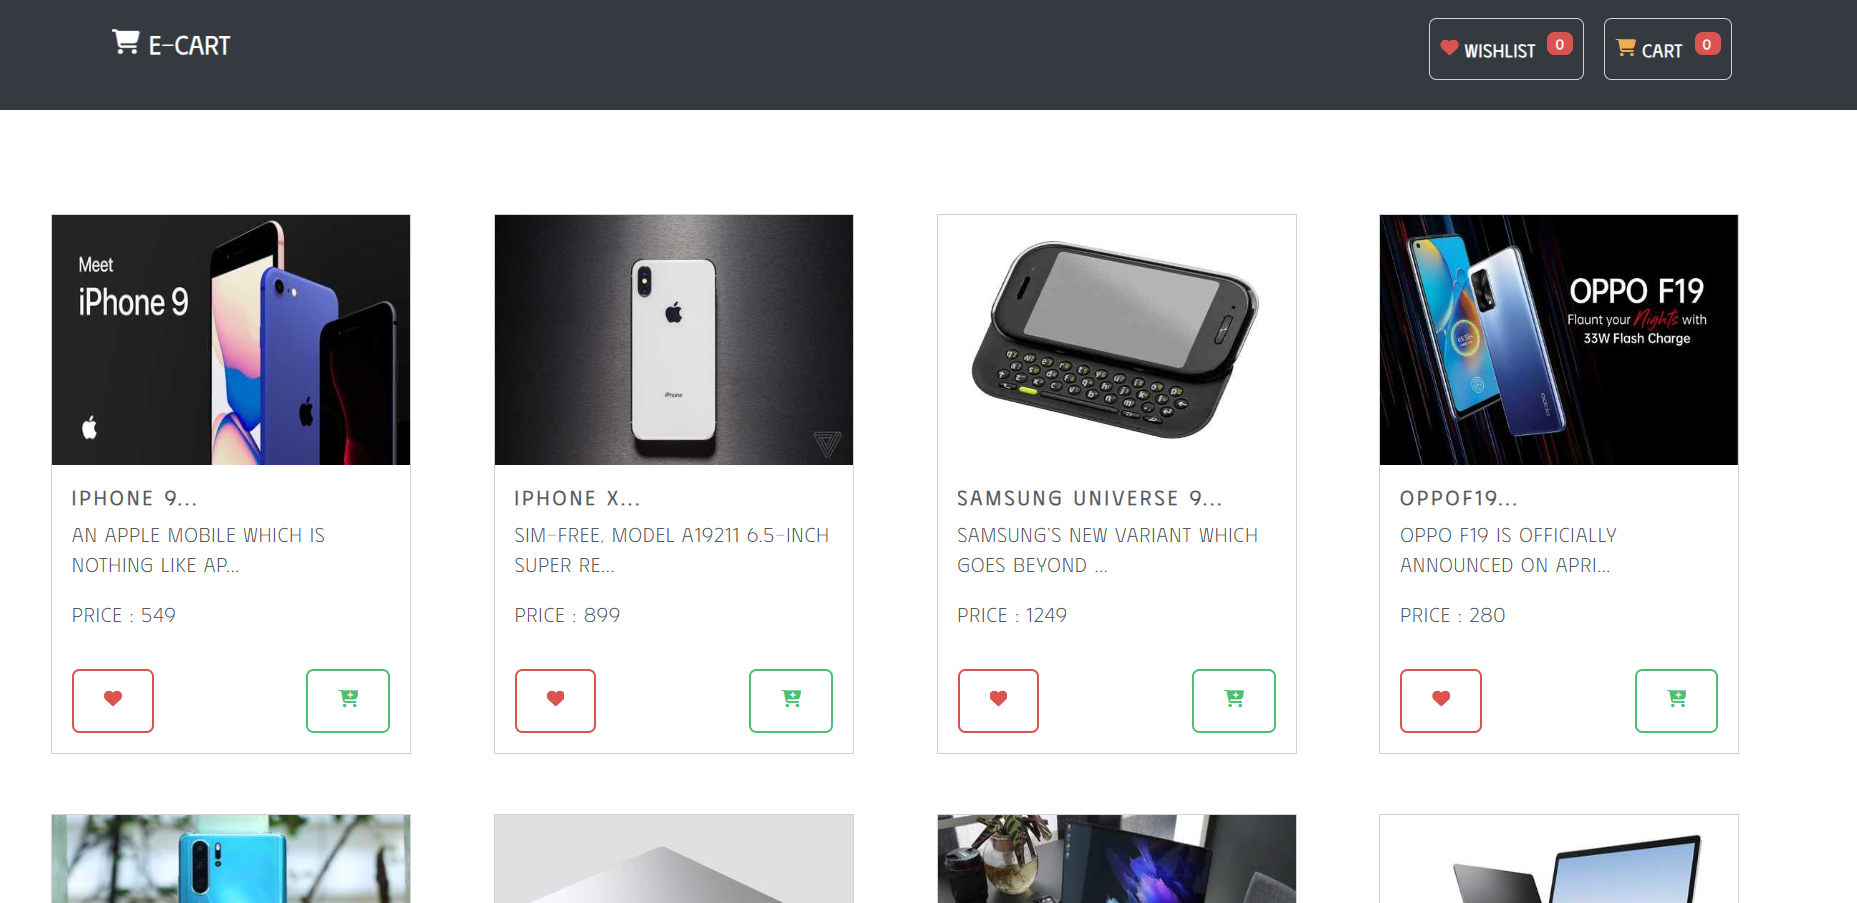 E-CART
WISHLIST 0
CART 0
Meet
iPhone 9
iPhone
OPPO F19
Flaunt your Nights with
33W Flash Charge
IPHONE 9...
AN APPLE MOBILE WHICH IS
NOTHING LIKE AP...
PRICE : 549
IPHONE X...
SIM-FREE, MODEL A19211 6.5-INCH
SUPER RE...
PRICE : 899
SAMSUNG UNIVERSE 9...
SAMSUNG'S NEW VARIANT WHICH
GOES BEYOND ...
PRICE : 1249
OPPOF19...
OPPO F19 IS OFFICIALLY
ANNOUNCED ON APRI...
PRICE : 280